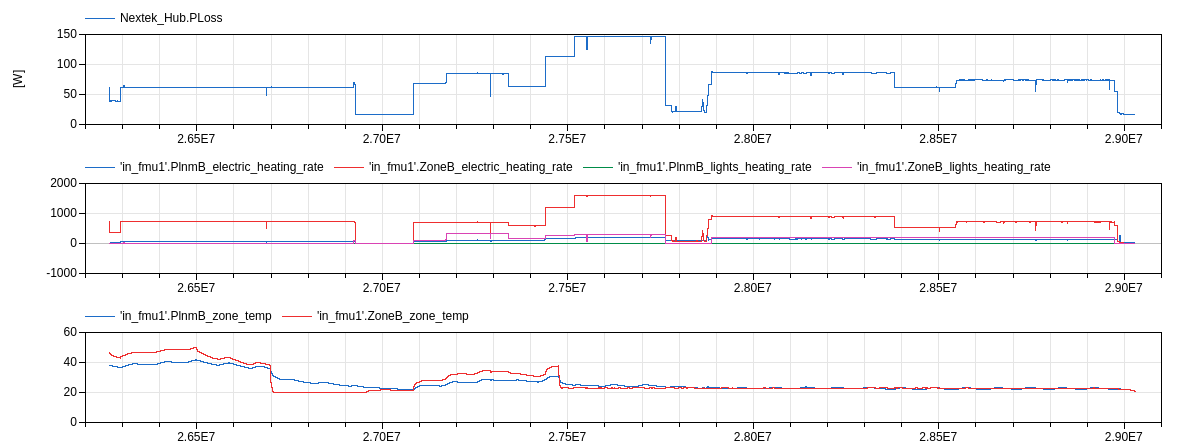 Nextek_Hub.PLoss
[W]
150
100
50
0
2.65E7 2.70E7 2.75E7 2.80E7 2.85E7 2.90E7
'in_fmu1'.PlnmB_electric_heating_rate 'in_fmu1'.ZoneB_electric_heating_rate 'in_fmu1'.PlnmB_lights_heating_rate 'in_fmu1'.ZoneB_lights_heating_rate
2000
1000
0
-1000
2.65E7 2.70E7 2.75E7 2.80E7 2.85E7 2.90E7
'in_fmu1'.PlnmB_zone_temp 'in_fmu1'.ZoneB_zone_temp
60
40
20
0
2.65E7 2.70E7 2.75E7 2.80E7 2.85E7 2.90E7